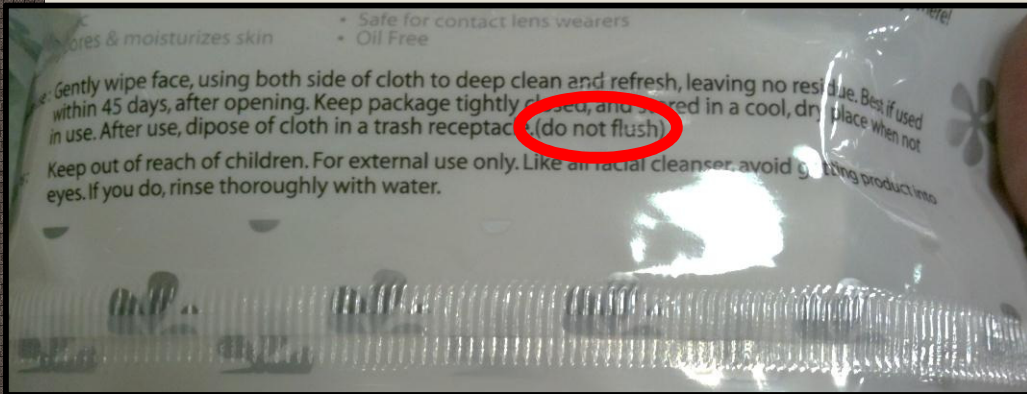 • Safe for contact lens wearers
& moisturizes skin • Oil Free
Gently wipe face, using both side of cloth to deep clean and refresh, leaving no residue. Best if used
within 45 days, after opening. Keep package tightly closed, and stored in a cool, dry place when not
in use. After use, dipose of cloth in a trash receptacle.(do not flush)
Keep out of reach of children. For external use only. Like all facial cleanser, avoid getting product into
eyes. If you do, rinse thoroughly with water.